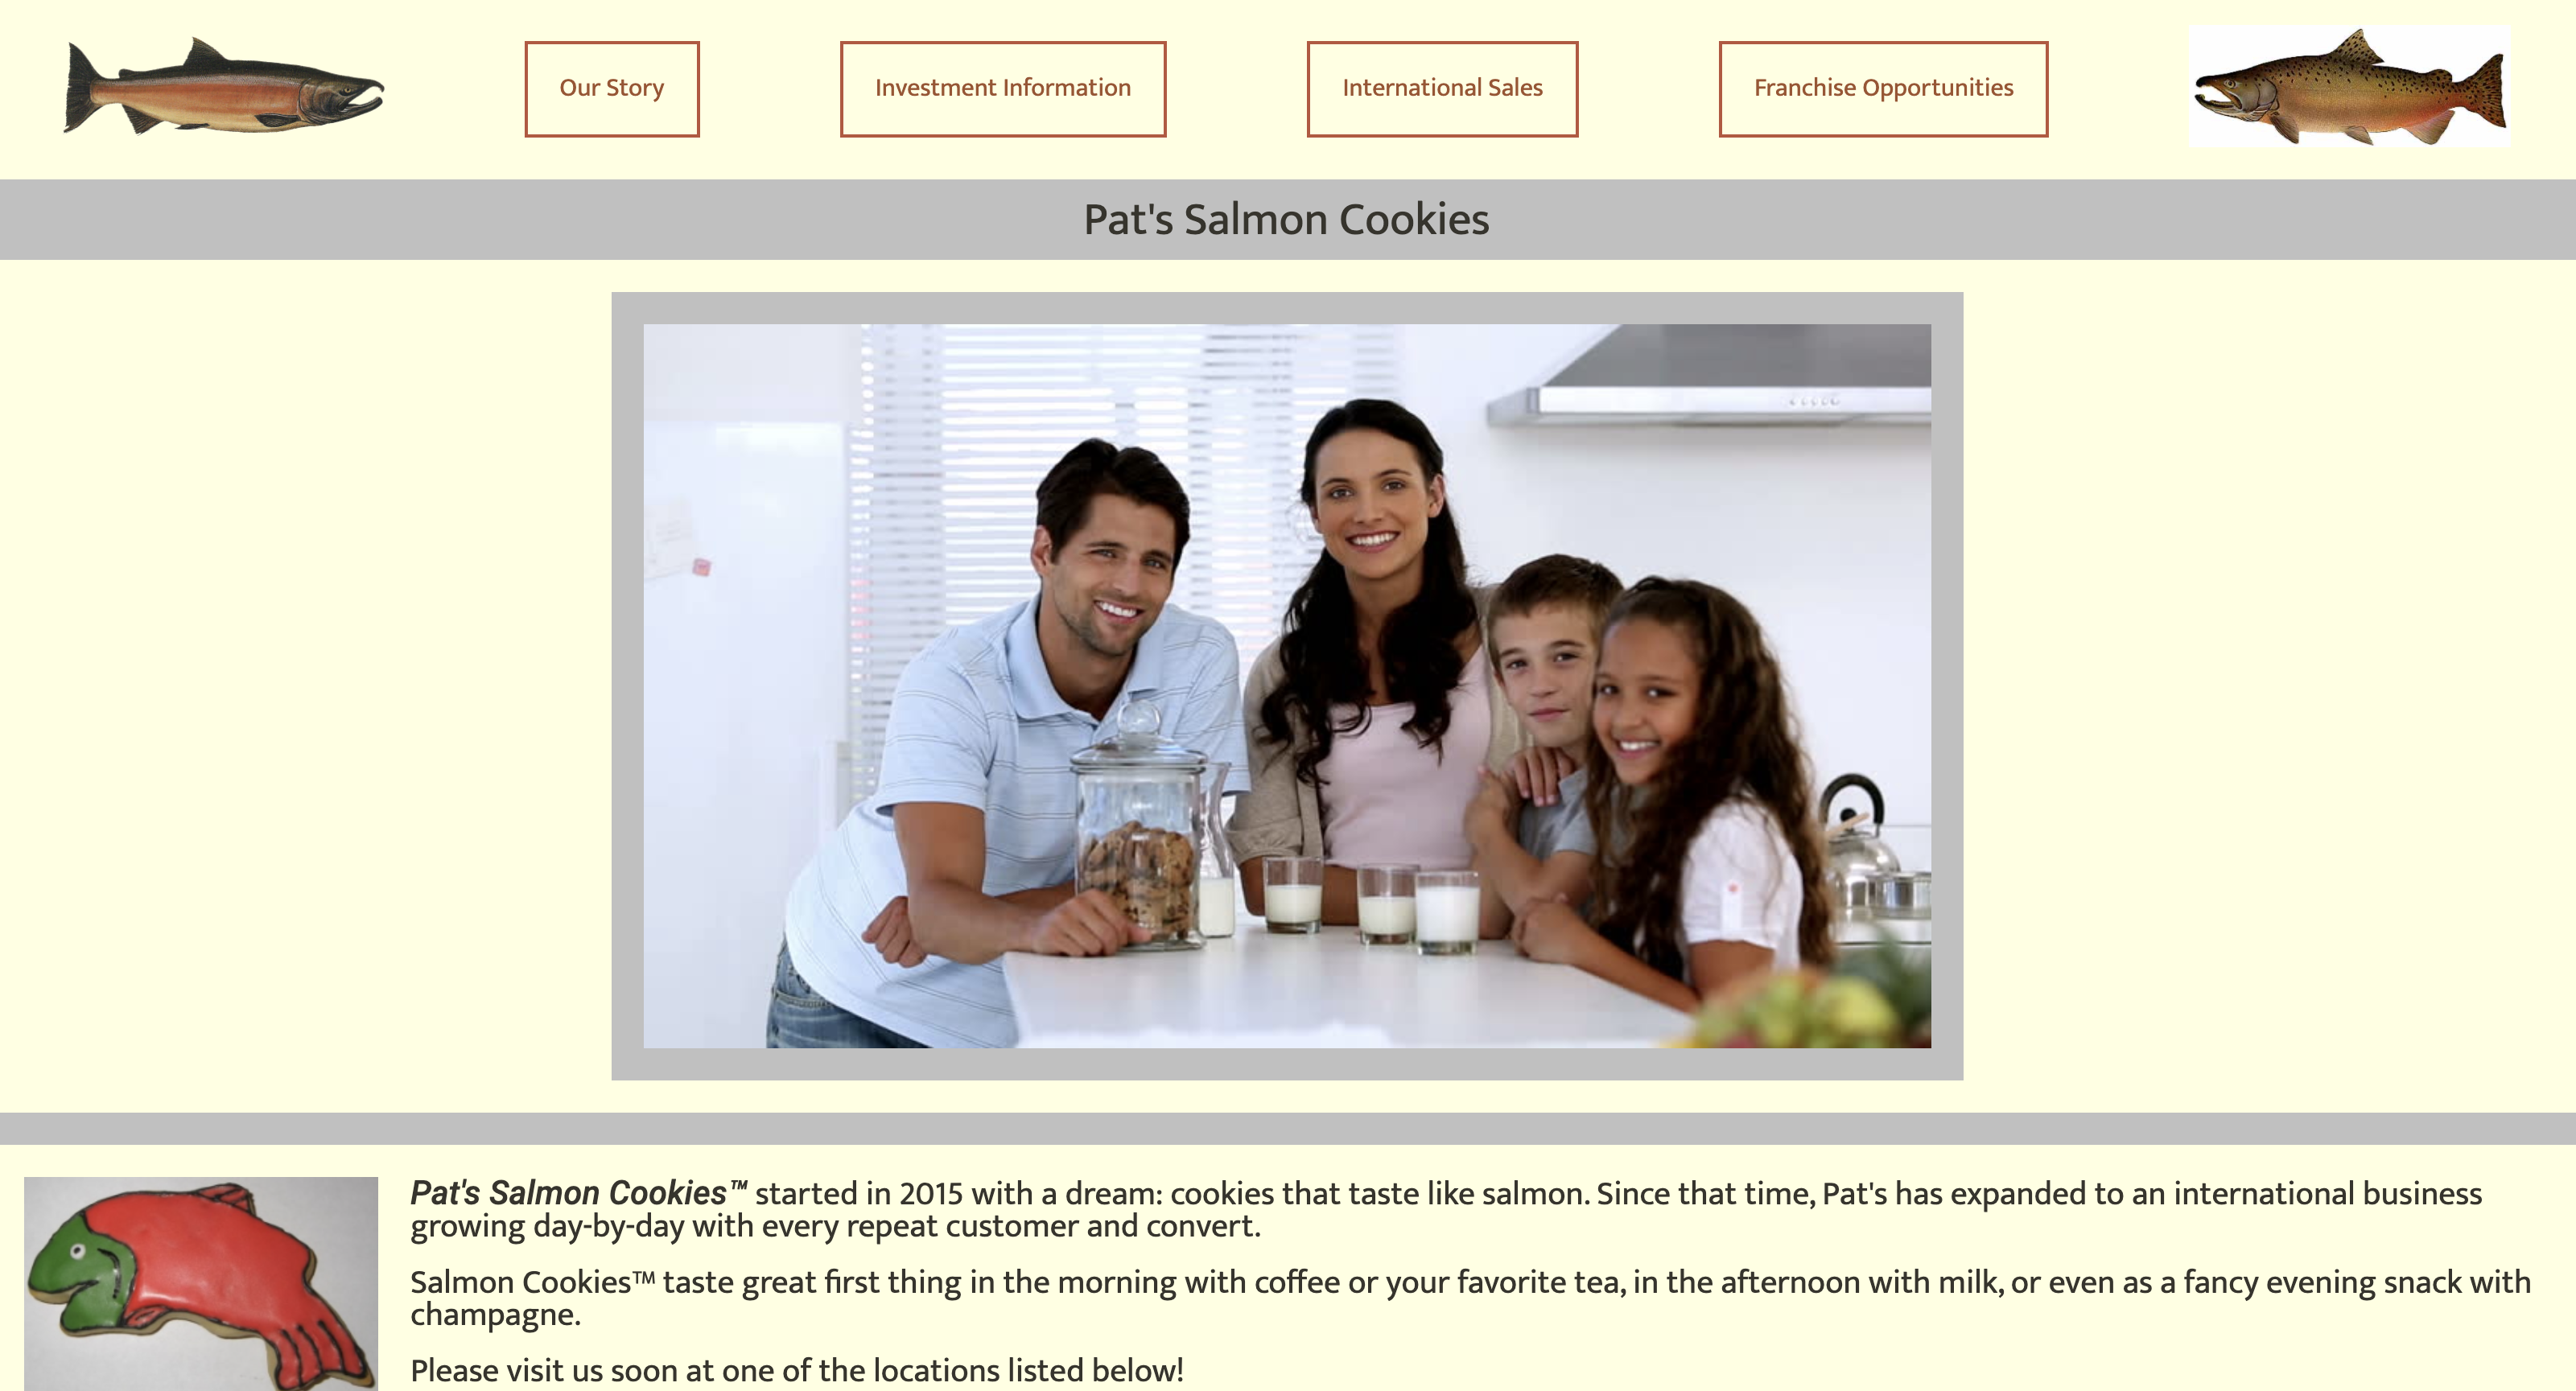 Our Story
Investment Information
International Sales
Franchise Opportunities
Pat's Salmon Cookies
Pat's Salmon Cookies™ started in 2015 with a dream: cookies that taste like salmon. Since that time, Pat's has expanded to an international business
growing day-by-day with every repeat customer and convert.
Salmon Cookies™ taste great first thing in the morning with coffee or your favorite tea, in the afternoon with milk, or even as a fancy evening snack with
champagne.
Please visit us soon at one of the locations listed below!